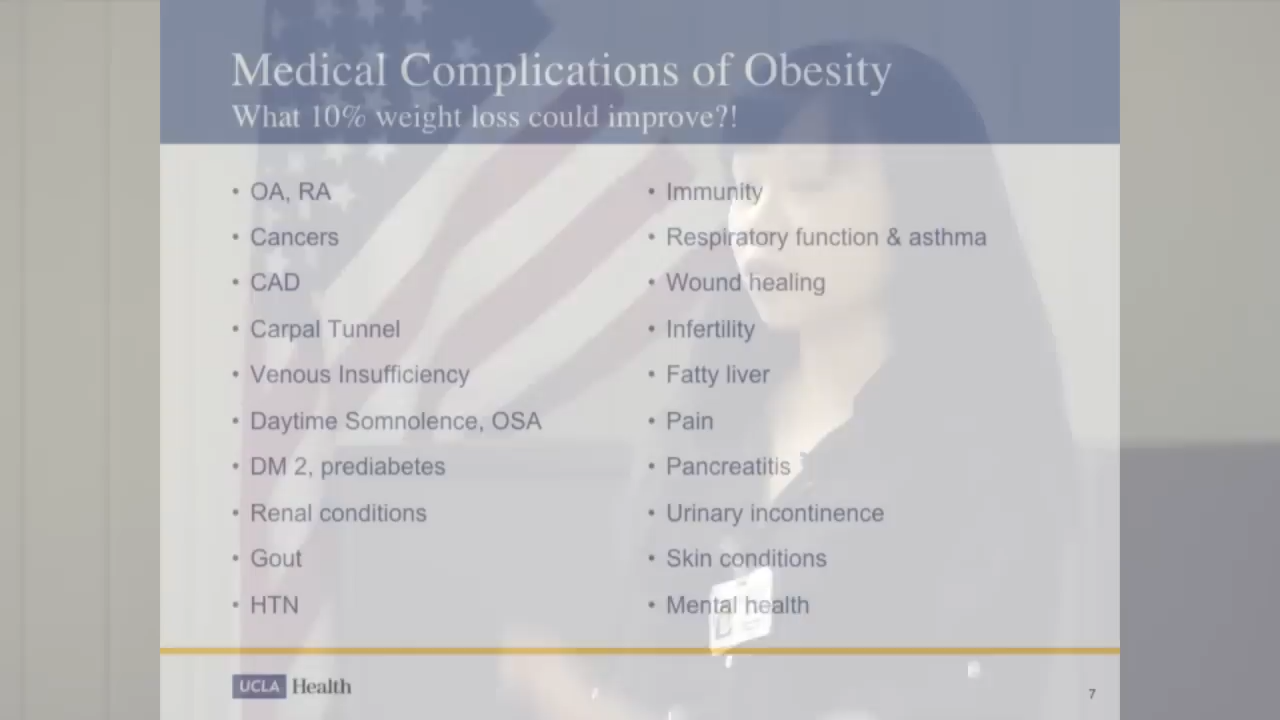 Medical Complications of Obesity
What 10% weight loss could improve?!
• OA, RA
• Cancers
• CAD
• Carpal Tunnel
• Venous Insufficiency
• Daytime Somnolence, OSA
• DM 2, prediabetes
• Renal conditions
• Gout
• HTN
• Immunity
• Respiratory function & asthma
• Wound healing
• Infertility
• Fatty liver
• Pain
• Pancreatitis
• Urinary incontinence
• Skin conditions
• Mental health
UCLA Health
7